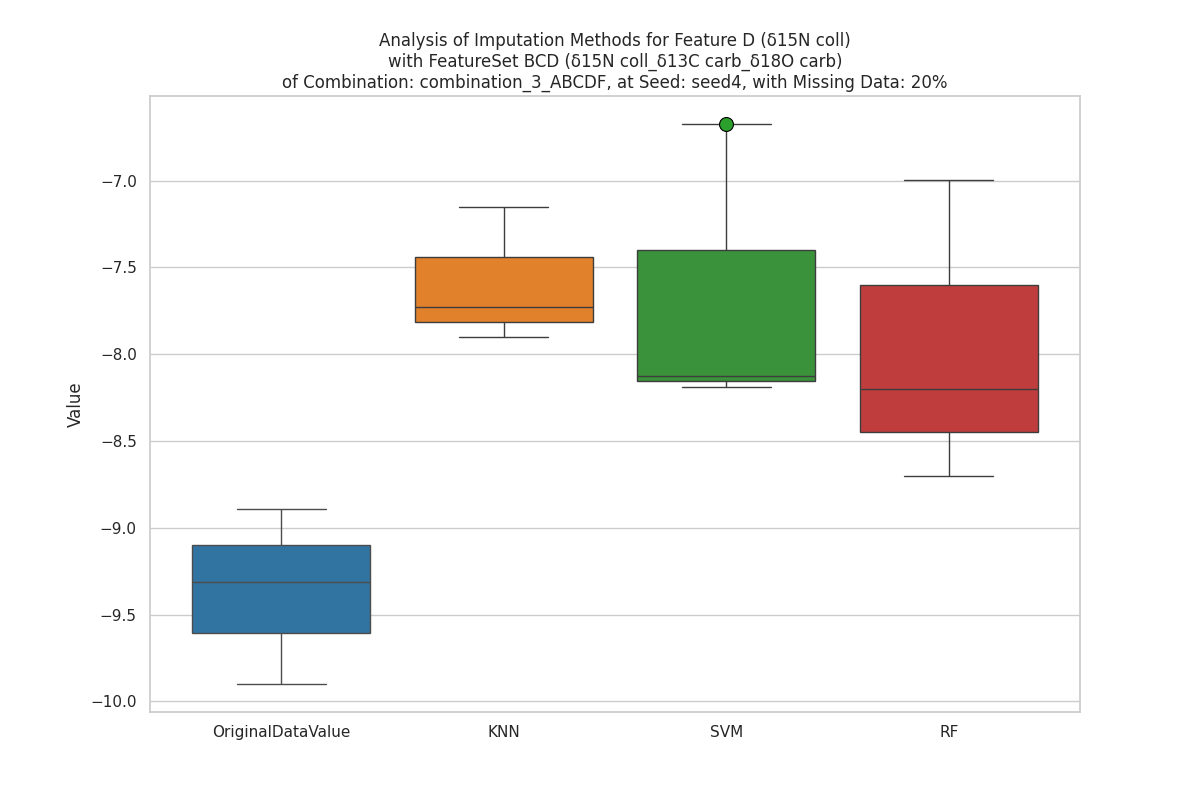 Analysis of Imputation Methods for Feature D (δ15N coll)
with FeatureSet BCD (δ15N coll_δ13C carb_δ18O carb)
of Combination: combination_3_ABCDF, at Seed: seed4, with Missing Data: 20%
−7.0
−7.5
−8.0
−8.5
−9.0
−9.5
−10.0
Value
OriginalDataValue
KNN
SVM
RF